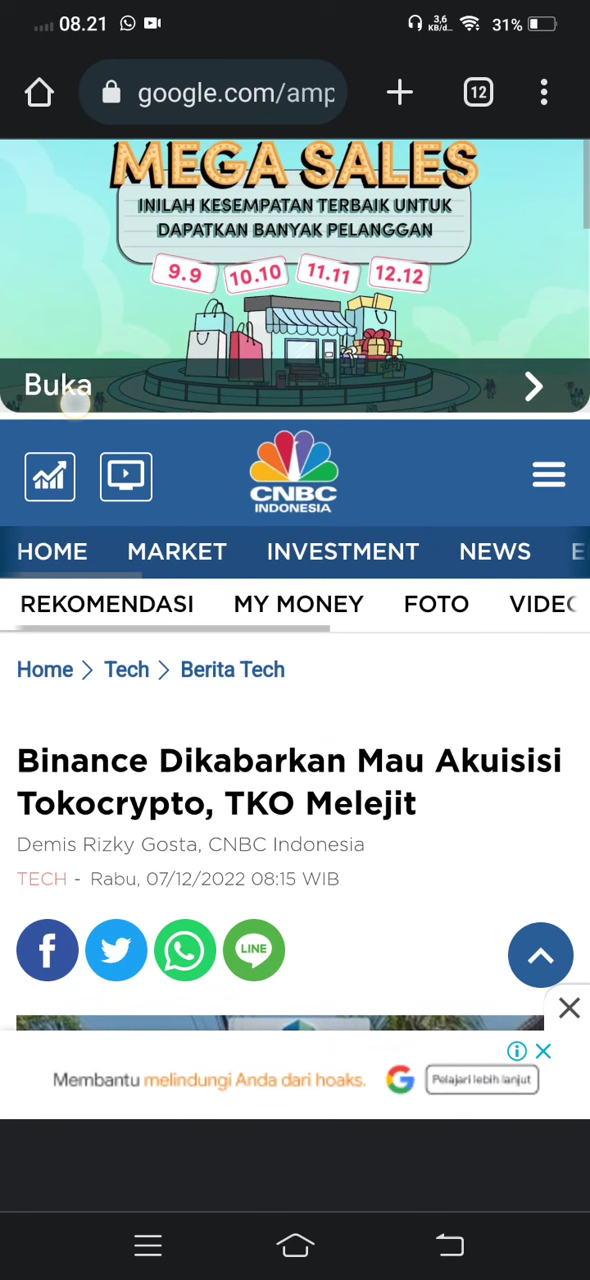 08.21
3,6
KB/d...
31%
google.com/amp
12
MEGA SALES
INILAH KESEMPATAN TERBAIK UNTUK
DAPATKAN BANYAK PELANGGAN
9.9 10.10 11.11 12.12
Buka
CNBC
INDONESIA
HOME MARKET INVESTMENT NEWS E
REKOMENDASI MY MONEY FOTO VIDEO
Home > Tech > Berita Tech
Binance Dikabarkan Mau Akuisisi
Tokocrypto, TKO Melejit
Demis Rizky Gosta, CNBC Indonesia
TECH - Rabu, 07/12/2022 08:15 WIB
LINE
Membantu melindungi Anda dari hoaks.
Pelajari lebih lanjut